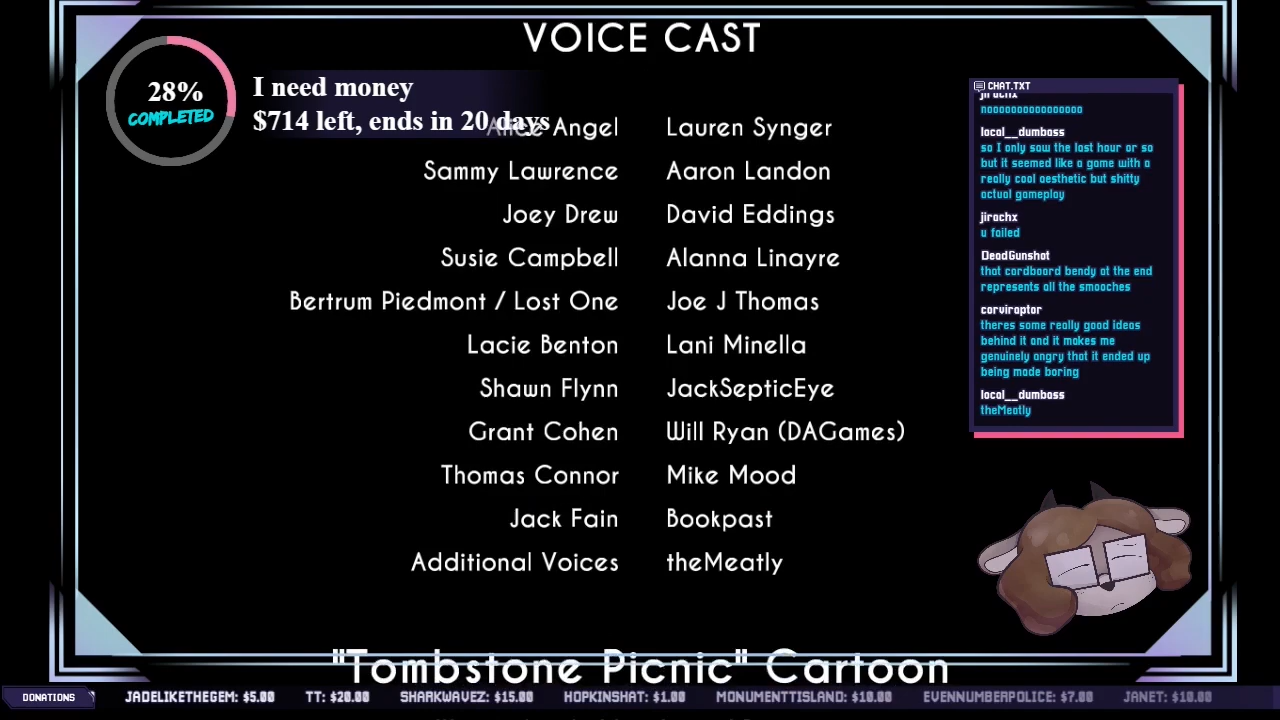 VOICE CAST
28%
COMPLETED
I need money
$714 left, ends in 20 days
Alice Angel Lauren Synger
Sammy Lawrence Aaron Landon
Joey Drew David Eddings
Susie Campbell Alanna Linayre
Bertrum Piedmont / Lost One Joe J Thomas
Lacie Benton Lani Minella
Shawn Flynn JackSepticEye
Grant Cohen Will Ryan (DAGames)
Thomas Connor Mike Mood
Jack Fain Bookpast
Additional Voices theMeatly
"Tombstone Picnic" Cartoon
CHAT.TXT
jirachx
nooooooooooooooo
local__dumbass
so I only saw the last hour or so
but it seemed like a game with a
really cool aesthetic but shitty
actual gameplay
jirachx
u failed
DeadGunshot
that cardboard bendy at the end
represents all the smooches
corviraptor
theres some really good ideas
behind it and it makes me
genuinely angry that it ended up
being made boring
local__dumbass
theMeatly
DONATIONS JADELIKETHEGEM: $5.00 TT: $20.00 SHARKWAVEZ: $15.00 HOPKINSHAT: $1.00 MONUMENTTISLAND: $10.00 EVENNUMBERPOLICE: $7.00 JANET: $10.00